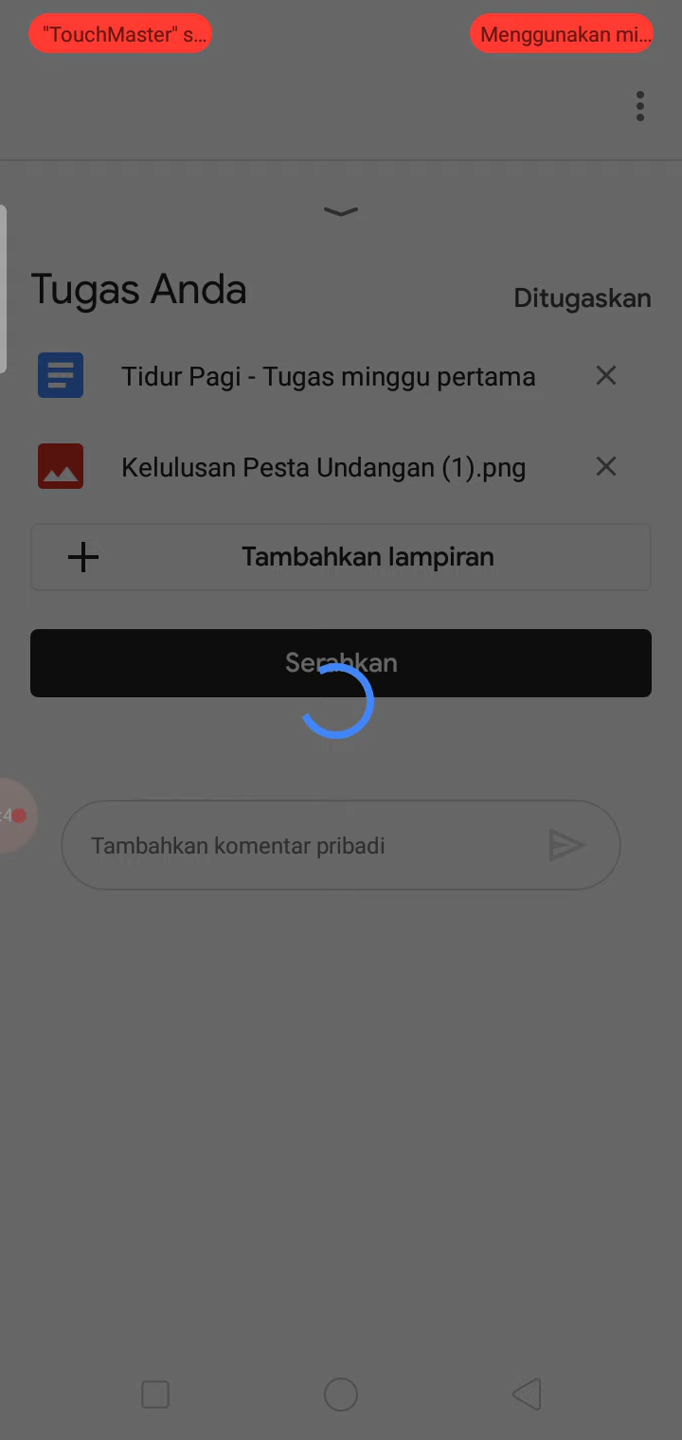 "TouchMaster" s...
Menggunakan mi...
Tugas Anda
Ditugaskan
Tidur Pagi - Tugas minggu pertama
Kelulusan Pesta Undangan (1).png
Tambahkan lampiran
Serahkan
:4
Tambahkan komentar pribadi